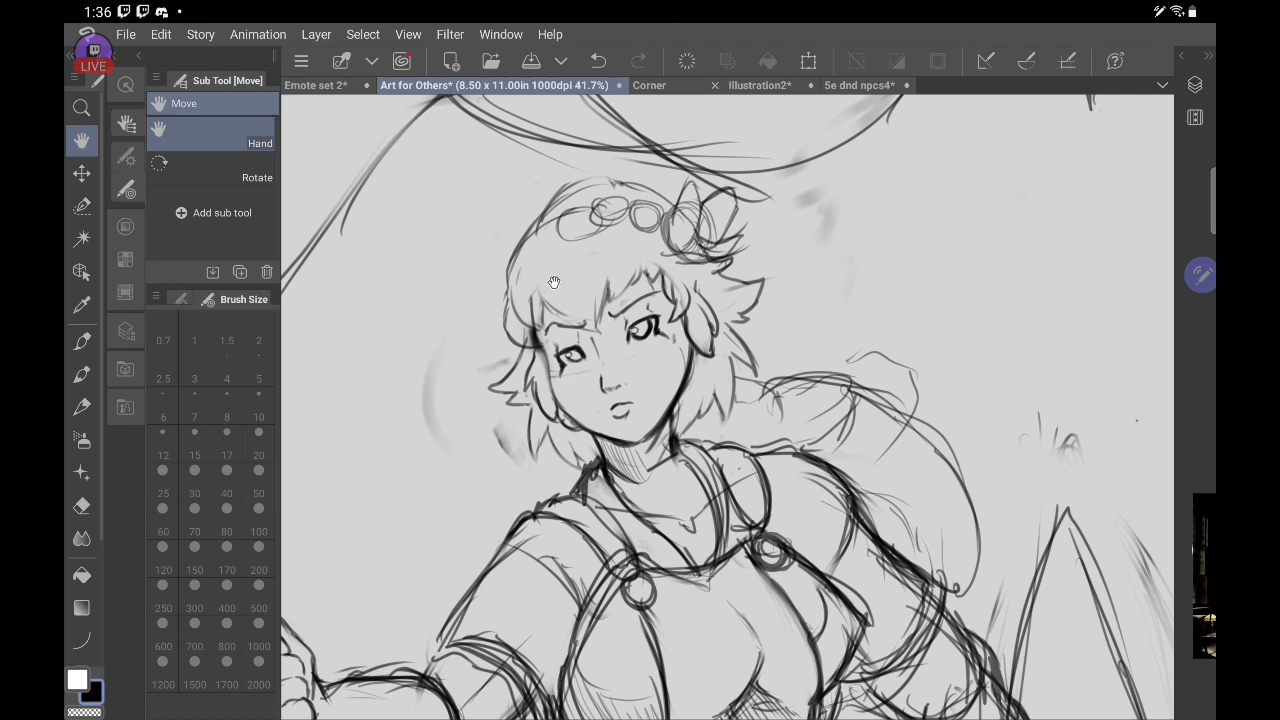 1:36
LIVE
File Edit Story Animation Layer Select View Filter Window Help
Sub Tool [Move]
Emote set 2* Art for Others* (8.50 x 11.00in 1000dpi 41.7%) Corner Illustration2* 5e dnd npcs4*
Move
Hand
Rotate
Add sub tool
Brush Size
0.7 1 1.5 2
2.5 3 4 5
6 7 8 10
12 15 17 20
25 30 40 50
60 70 80 100
120 150 170 200
250 300 400 500
600 700 800 1000
1200 1500 1700 2000